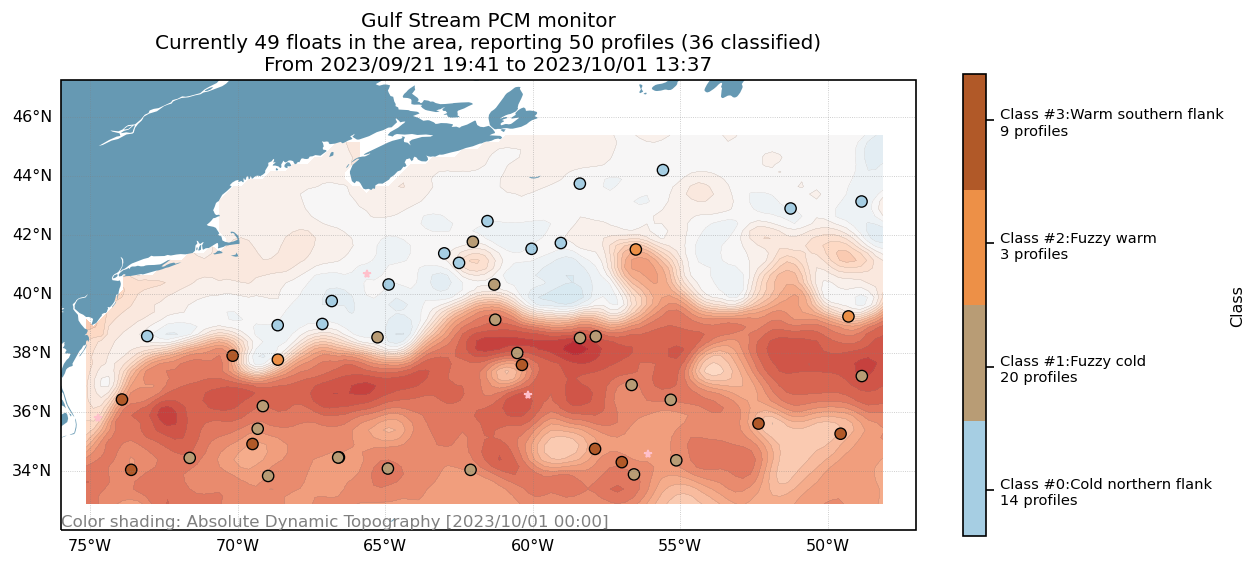 Gulf Stream PCM monitor
Currently 49 floats in the area, reporting 50 profiles (36 classified)
From 2023/09/21 19:41 to 2023/10/01 13:37
46°N
44°N
42°N
40°N
38°N
36°N
34°N
Color shading: Absolute Dynamic Topography [2023/10/01 00:00]
75°W
70°W
65°W
60°W
55°W
50°W
Class #3:Warm southern flank
9 profiles
Class #2:Fuzzy warm
3 profiles
Class #1:Fuzzy cold
20 profiles
Class #0:Cold northern flank
14 profiles
Class